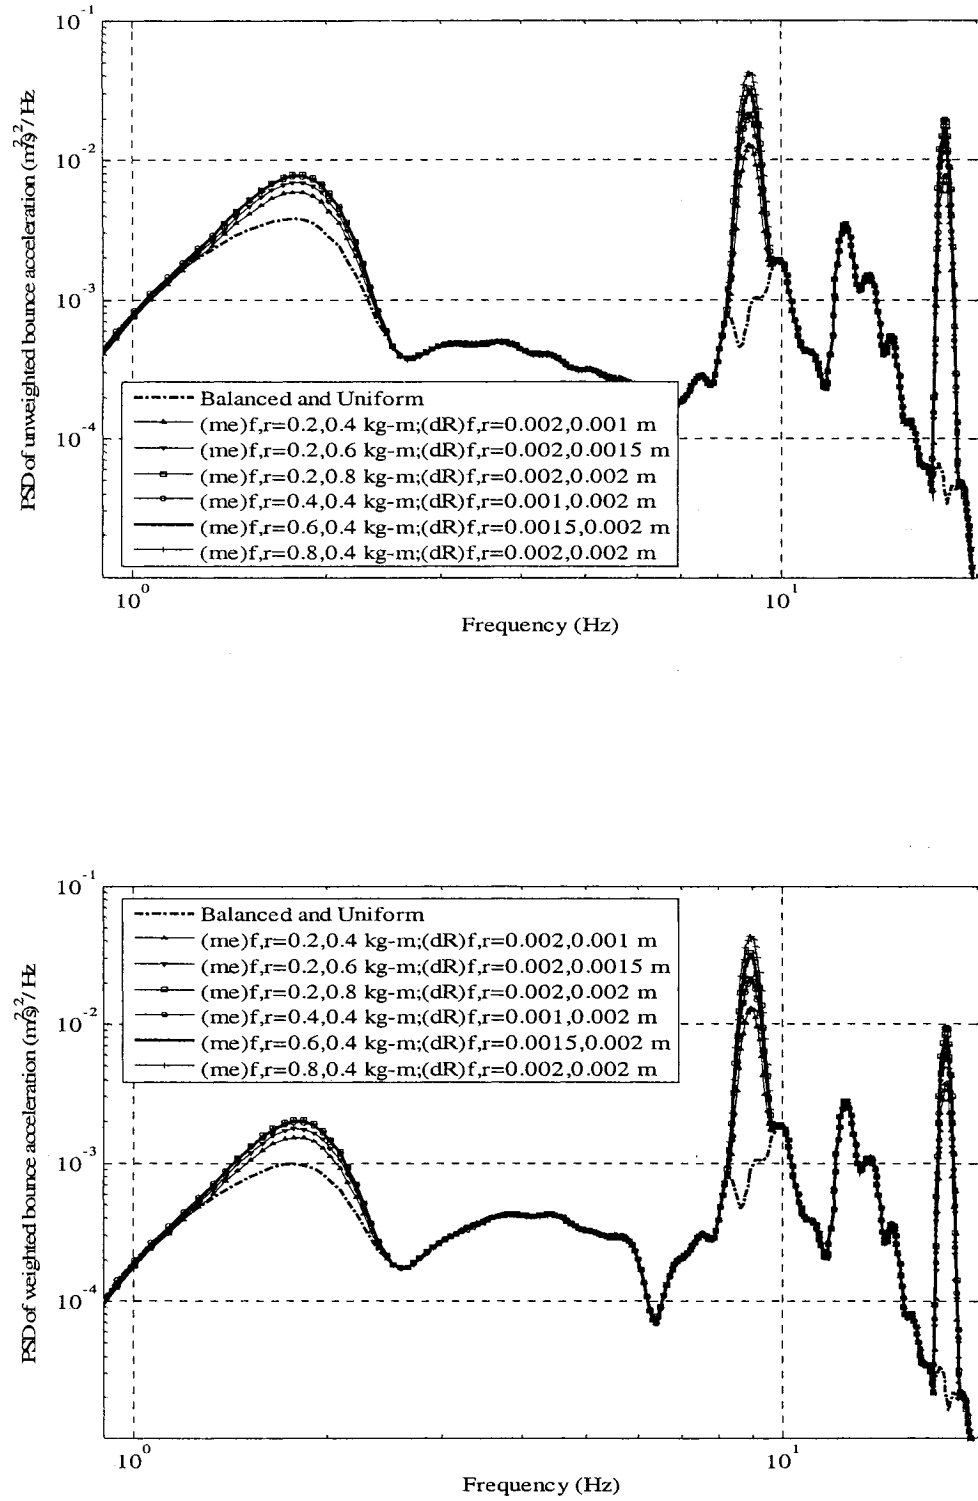 10^-1
10^-2
10^-3
10^-4
PSD of unweighted bounce acceleration (m/s²)²/Hz
Balanced and Uniform
(me)f,r=0.2,0.4 kg-m;(dR)f,r=0.002,0.001 m
(me)f,r=0.2,0.6 kg-m;(dR)f,r=0.002,0.0015 m
(me)f,r=0.2,0.8 kg-m;(dR)f,r=0.002,0.002 m
(me)f,r=0.4,0.4 kg-m;(dR)f,r=0.001,0.002 m
(me)f,r=0.6,0.4 kg-m;(dR)f,r=0.0015,0.002 m
(me)f,r=0.8,0.4 kg-m;(dR)f,r=0.002,0.002 m
10^0 10^1
Frequency (Hz)
10^-1
10^-2
10^-3
10^-4
PSD of weighted bounce acceleration (m/s²)²/Hz
Balanced and Uniform
(me)f,r=0.2,0.4 kg-m;(dR)f,r=0.002,0.001 m
(me)f,r=0.2,0.6 kg-m;(dR)f,r=0.002,0.0015 m
(me)f,r=0.2,0.8 kg-m;(dR)f,r=0.002,0.002 m
(me)f,r=0.4,0.4 kg-m;(dR)f,r=0.001,0.002 m
(me)f,r=0.6,0.4 kg-m;(dR)f,r=0.0015,0.002 m
(me)f,r=0.8,0.4 kg-m;(dR)f,r=0.002,0.002 m
10^0 10^1
Frequency (Hz)